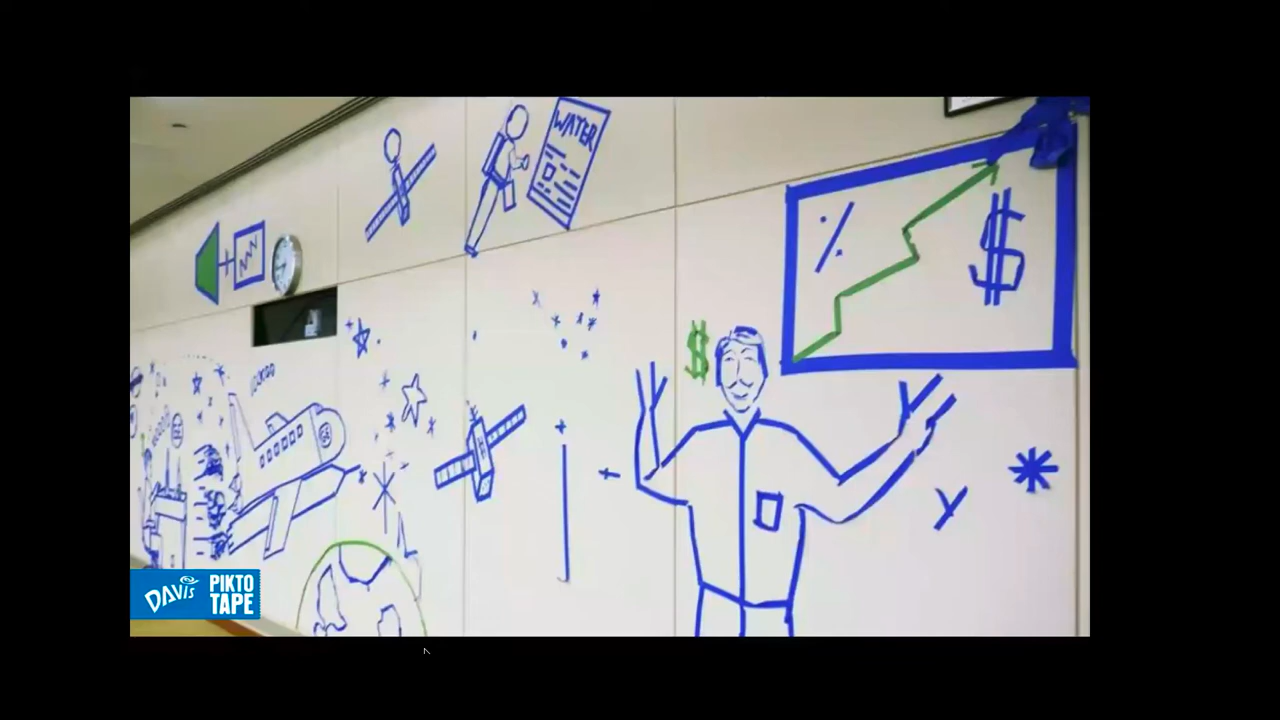 WATER
%
$
$
DAVIS
PIKTO
TAPE